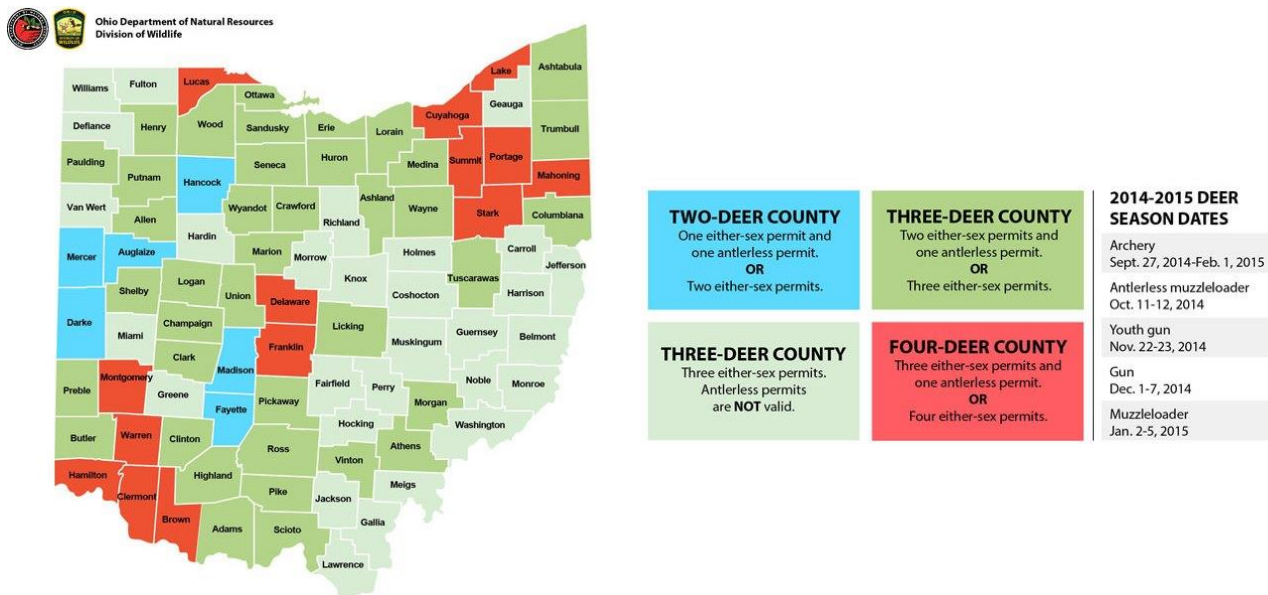 Ohio Department of Natural Resources
Division of Wildlife
Williams
Fulton
Lucas
Lake
Ashtabula
Ottawa
Geauga
Defiance
Henry
Wood
Sandusky
Erie
Lorain
Cuyahoga
Trumbull
Paulding
Putnam
Hancock
Seneca
Huron
Medina
Summit
Portage
Mahoning
Van Wert
Allen
Wyandot
Crawford
Richland
Ashland
Wayne
Stark
Columbiana
Mercer
Auglaize
Hardin
Marion
Morrow
Knox
Holmes
Tuscarawas
Carroll
Jefferson
Darke
Shelby
Logan
Union
Delaware
Coshocton
Harrison
Miami
Champaign
Clark
Madison
Franklin
Licking
Muskingum
Guernsey
Belmont
Preble
Montgomery
Greene
Fayette
Pickaway
Fairfield
Perry
Morgan
Noble
Monroe
Butler
Warren
Clinton
Ross
Hocking
Athens
Washington
Hamilton
Clermont
Brown
Highland
Pike
Vinton
Jackson
Meigs
Adams
Scioto
Gallia
Lawrence
TWO-DEER COUNTY
One either-sex permit and
one antlerless permit.
OR
Two either-sex permits.
THREE-DEER COUNTY
Two either-sex permits and
one antlerless permit.
OR
Three either-sex permits.
THREE-DEER COUNTY
Three either-sex permits.
Antlerless permits
are NOT valid.
FOUR-DEER COUNTY
Three either-sex permits and
one antlerless permit.
OR
Four either-sex permits.
2014-2015 DEER
SEASON DATES
Archery
Sept. 27, 2014-Feb. 1, 2015
Antlerless muzzleloader
Oct. 11-12, 2014
Youth gun
Nov. 22-23, 2014
Gun
Dec. 1-7, 2014
Muzzleloader
Jan. 2-5, 2015